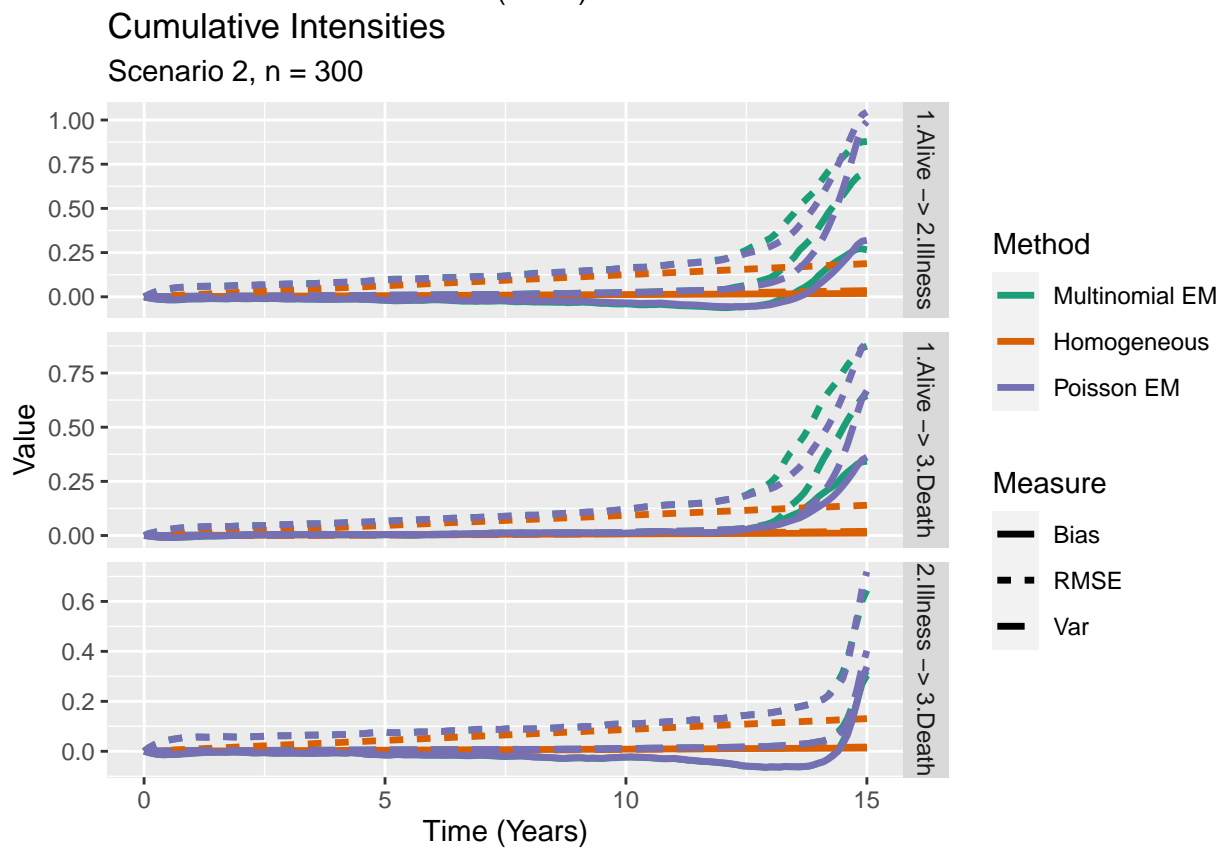 Cumulative Intensities
Scenario 2, n = 300
Value
1.00
0.75
0.50
0.25
0.00
1.Alive −> 2.Illness
0.75
0.50
0.25
0.00
1.Alive −> 3.Death
0.6
0.4
0.2
0.0
2.Illness −> 3.Death
0
5
10
15
Time (Years)
Method
Multinomial EM
Homogeneous
Poisson EM
Measure
Bias
RMSE
Var